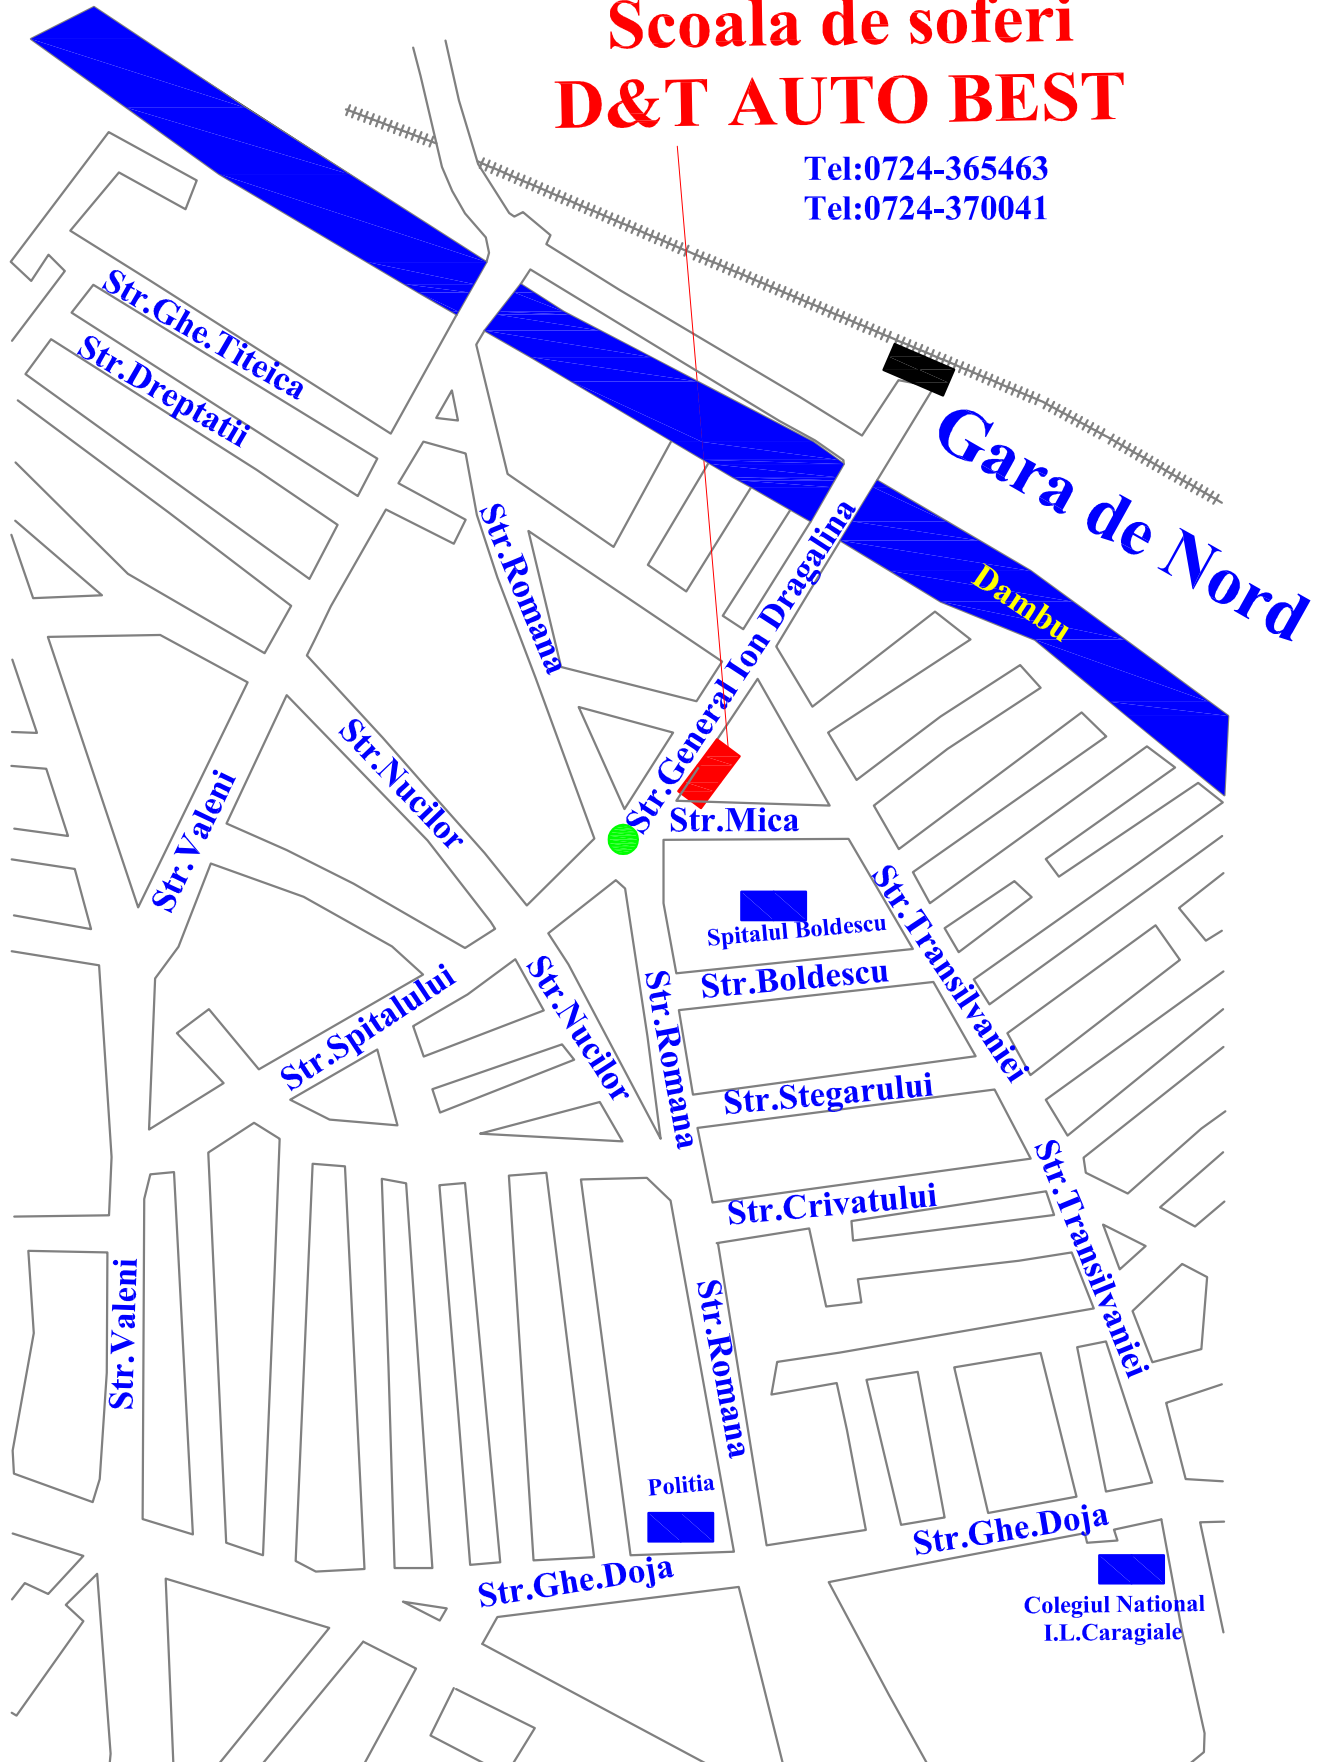 Scoala de soferi
D&T AUTO BEST
Tel:0724-365463
Tel:0724-370041
Str.Ghe.Titeica
Str.Dreptatii
Gara de Nord
Str.Romana
Str.General Ion Dragalina
Dambu
Str.Nucilor
Str.Valeni
Str.Mica
Str.Transilvaniei
Spitalul Boldescu
Str.Boldescu
Str.Spitalului
Str.Nucilor
Str.Romana
Str.Stegarului
Str.Crivatului
Str.Transilvaniei
Str.Valeni
Str.Romana
Politia
Str.Ghe.Doja
Str.Ghe.Doja
Colegiul National
I.L.Caragiale